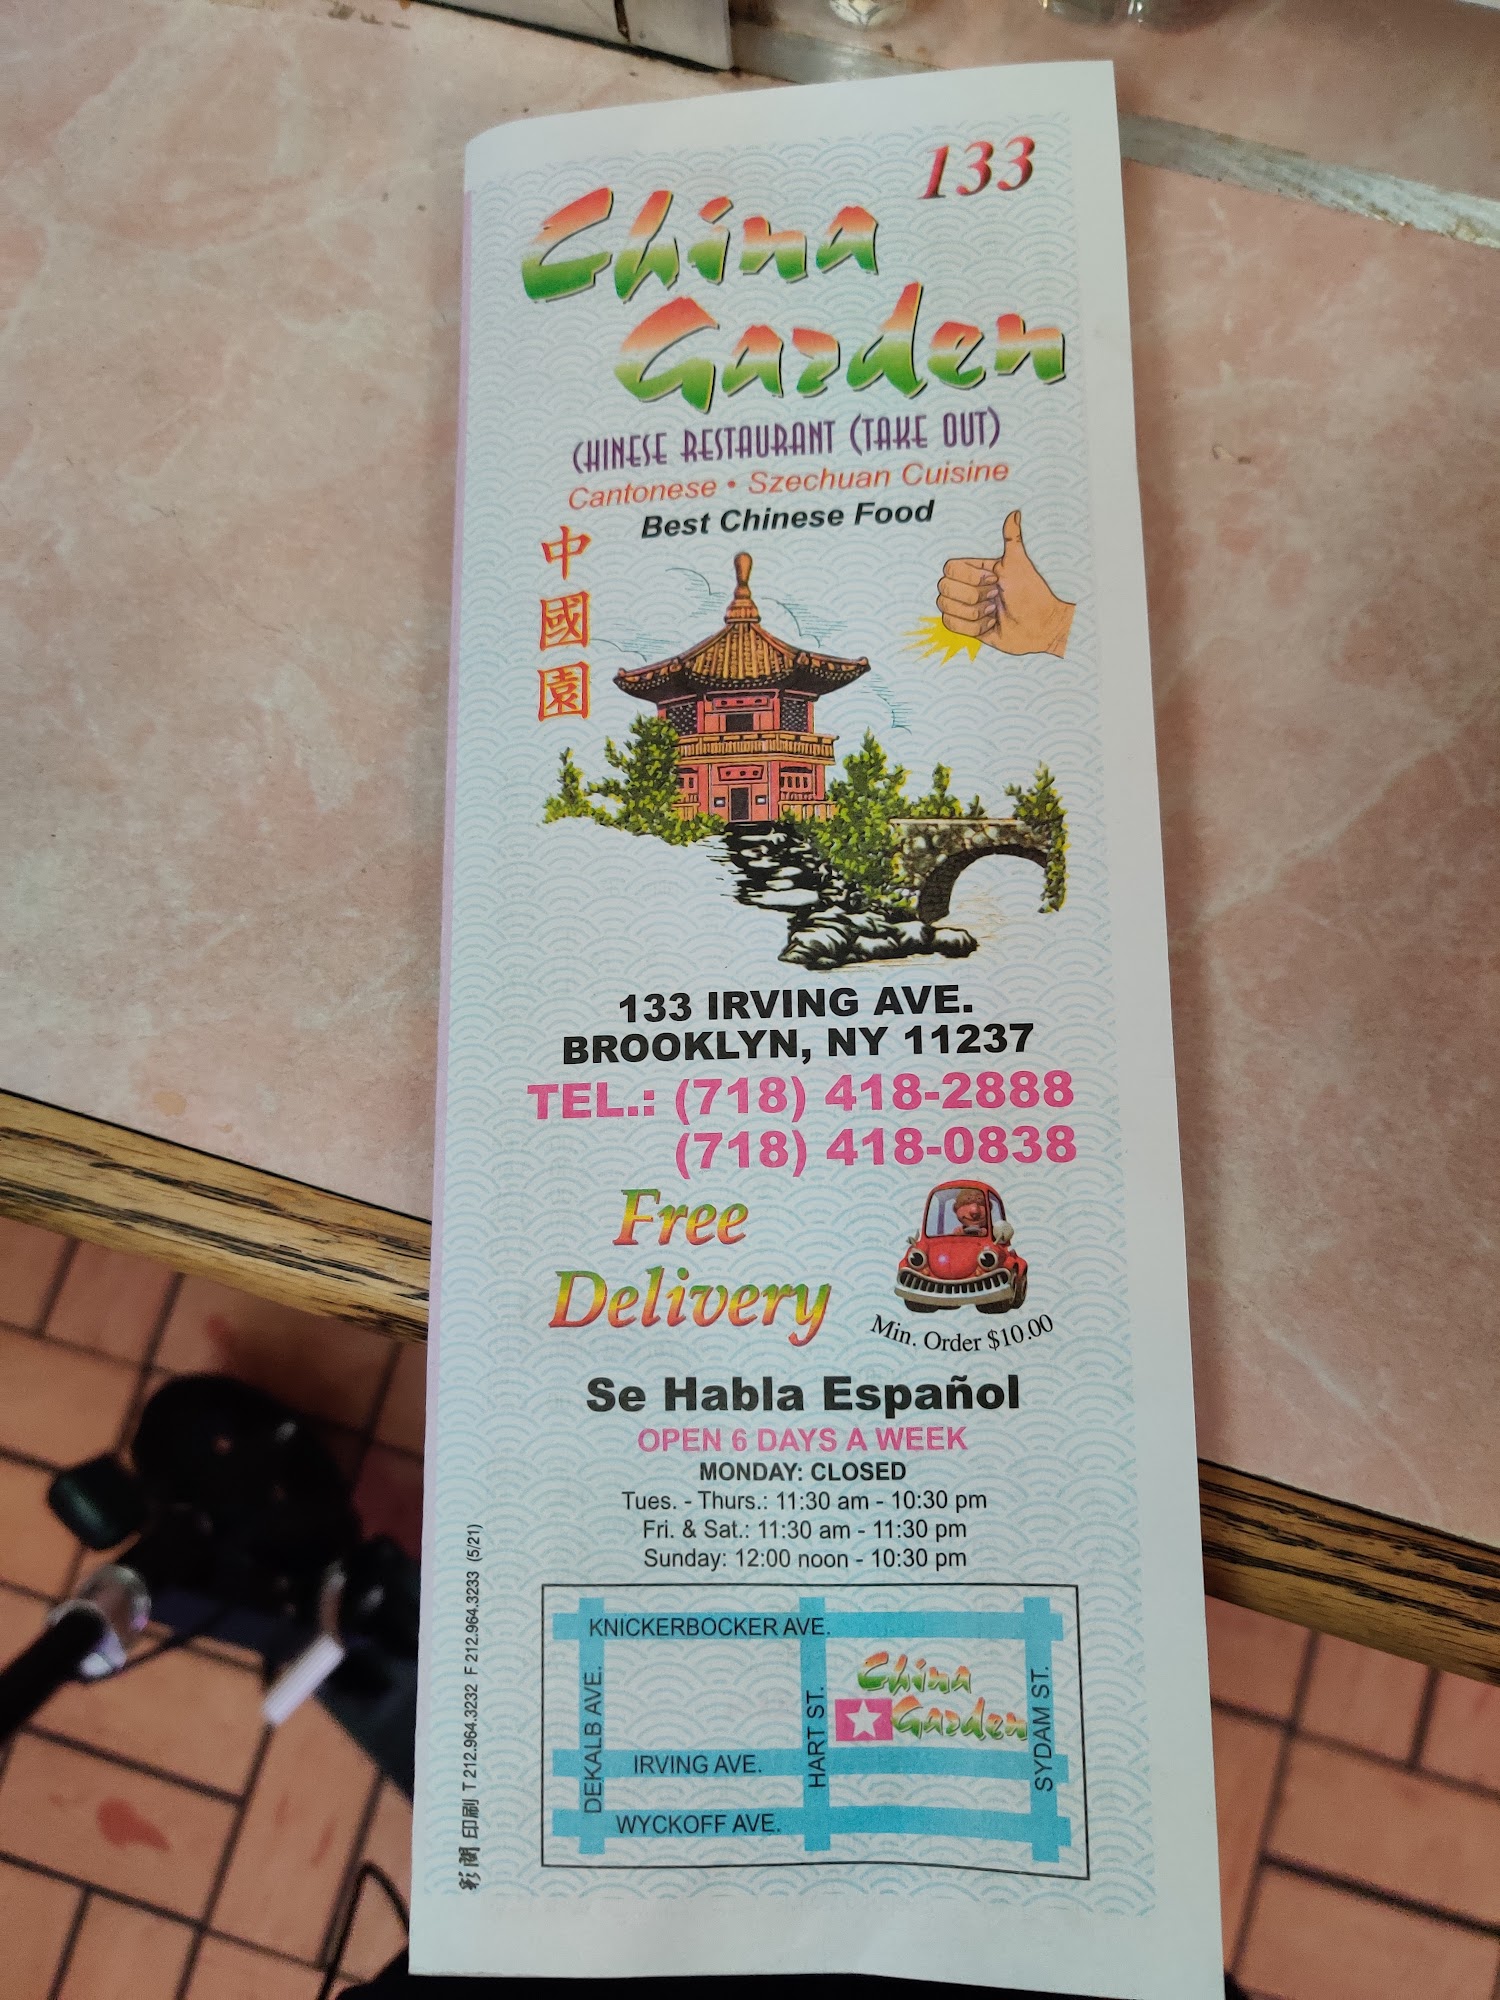 133
China
Garden
CHINESE RESTAURANT (TAKE OUT)
Cantonese • Szechuan Cuisine
Best Chinese Food
中
國
園
133 IRVING AVE.
BROOKLYN, NY 11237
TEL.: (718) 418-2888
(718) 418-0838
Free
Delivery
Min. Order $10.00
Se Habla Español
OPEN 6 DAYS A WEEK
MONDAY: CLOSED
Tues. - Thurs.: 11:30 am - 10:30 pm
Fri. & Sat.: 11:30 am - 11:30 pm
Sunday: 12:00 noon - 10:30 pm
KNICKERBOCKER AVE.
DEKALB AVE.
HART ST.
China
Garden
SYDAM ST.
IRVING AVE.
WYCKOFF AVE.
印刷 T 212.964.3232 F 212.964.3233 (5/21)